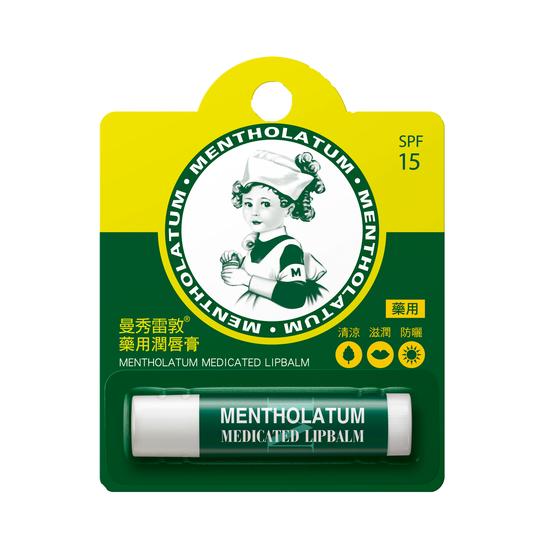 SPF
15
MENTHOLATUM • MENTHOLATUM • MENTHOLATUM • MENTHOLATUM •
M
藥用
清涼 滋潤 防曬
曼秀雷敦®
藥用潤唇膏
MENTHOLATUM MEDICATED LIPBALM
MENTHOLATUM
MEDICATED LIPBALM